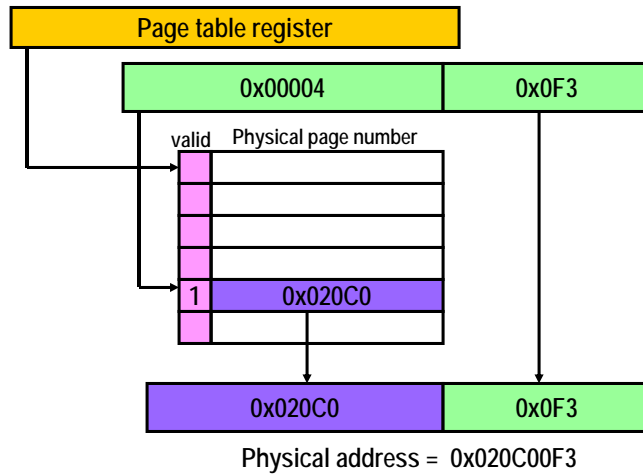 Page table register
0x00004 0x0F3
valid Physical page number
1 0x020C0
0x020C0 0x0F3
Physical address = 0x020C00F3